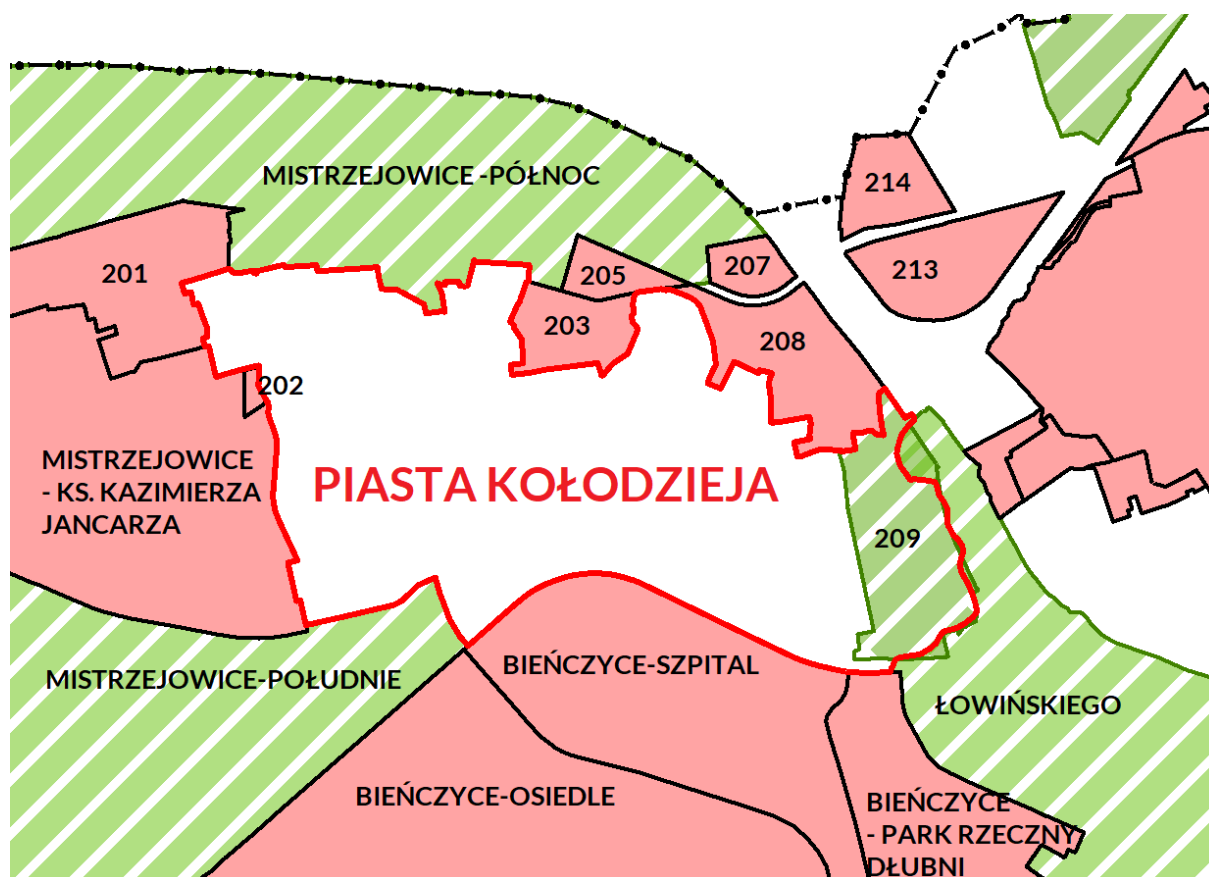 MISTRZEJOWICE -PÓŁNOC
214
201
205
207
213
203
208
202
MISTRZEJOWICE
- KS. KAZIMIERZA
JANCARZA
PIASTA KOŁODZIEJA
209
BIEŃCZYCE-SZPITAL
MISTRZEJOWICE-POŁUDNIE
ŁOWIŃSKIEGO
BIEŃCZYCE-OSIEDLE
BIEŃCZYCE
- PARK RZECZNY
DŁUBNI